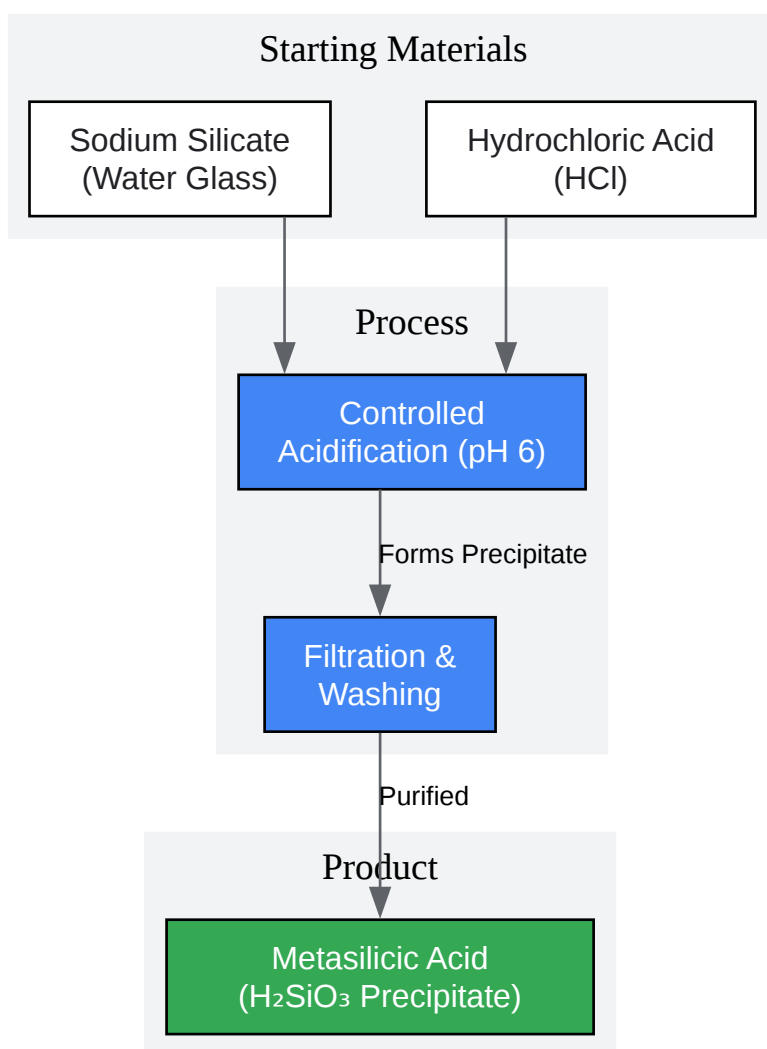 Starting Materials
Sodium Silicate
(Water Glass)
Hydrochloric Acid
(HCl)
Process
Controlled
Acidification (pH 6)
Forms Precipitate
Filtration &
Washing
Purified
Product
Metasilicic Acid
(H₂SiO₃ Precipitate)